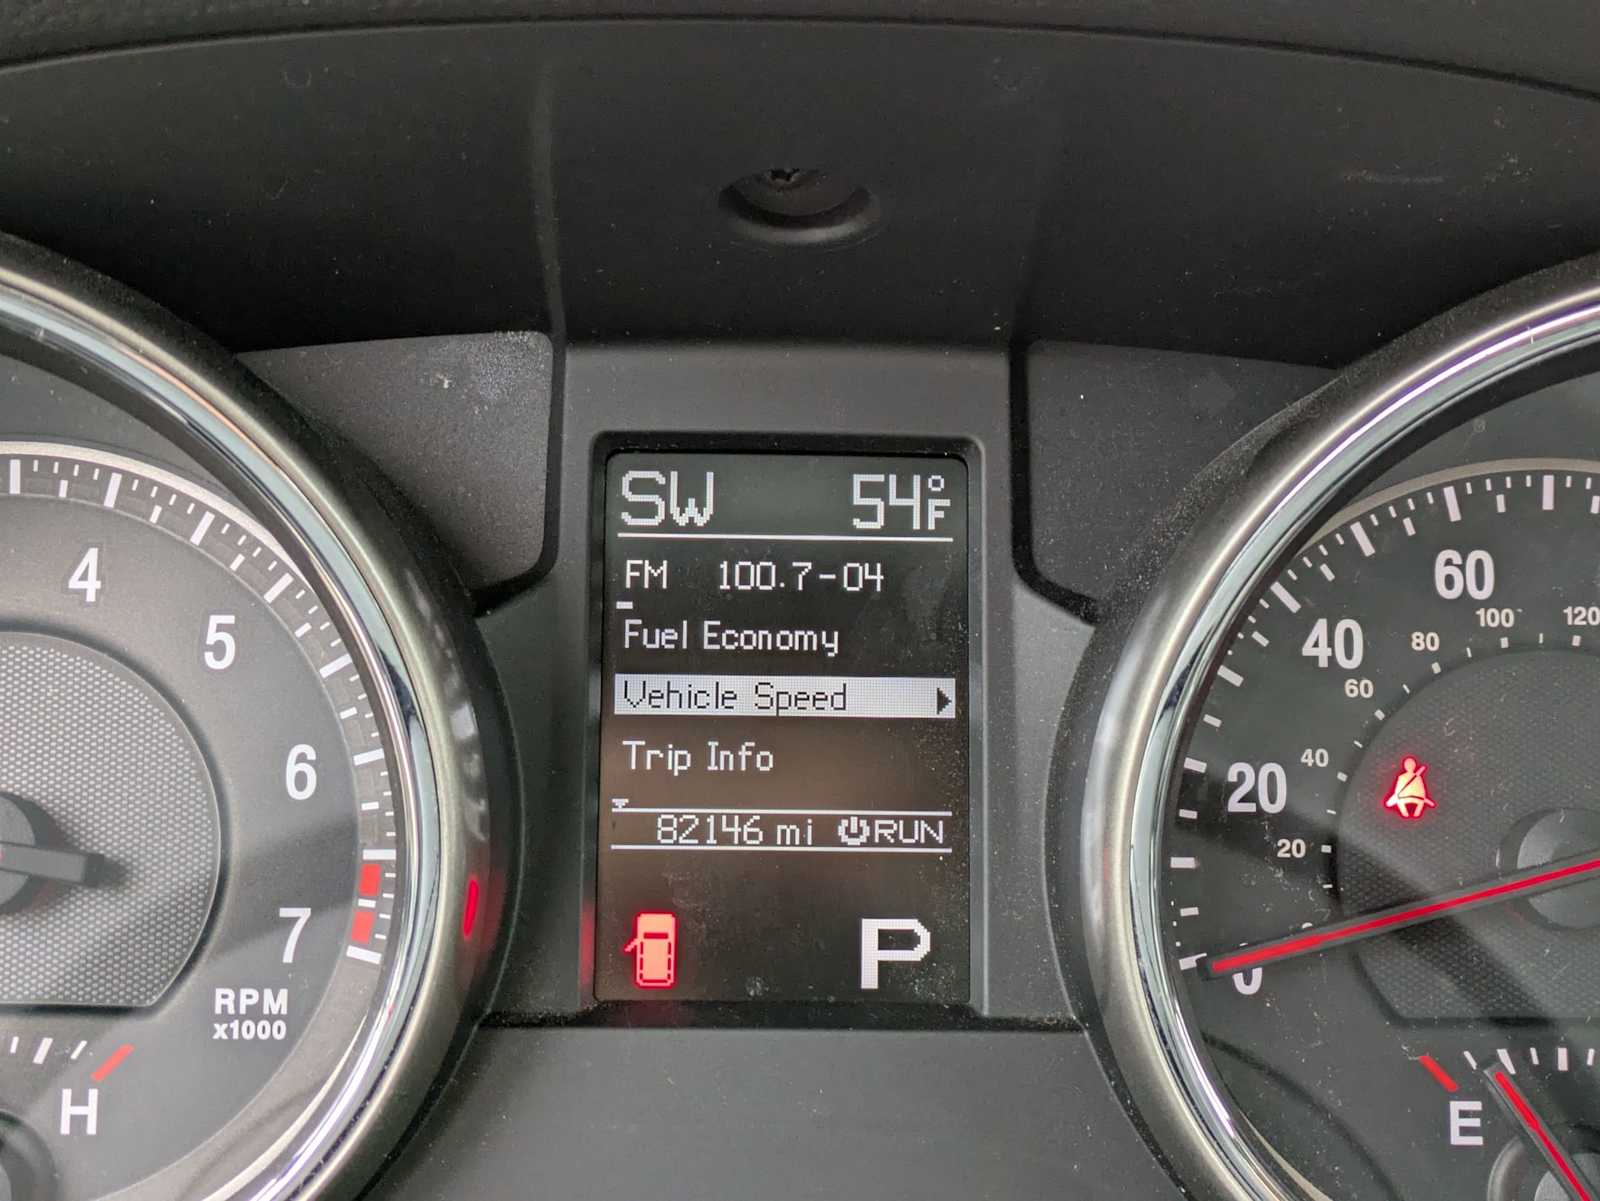 SW 54°F
FM 100.7-04
Fuel Economy
Vehicle Speed
Trip Info
82146 mi RUN
P
4
5
6
7
RPM
x1000
H
60
100 120
40
80
60
40
20
20
0
E